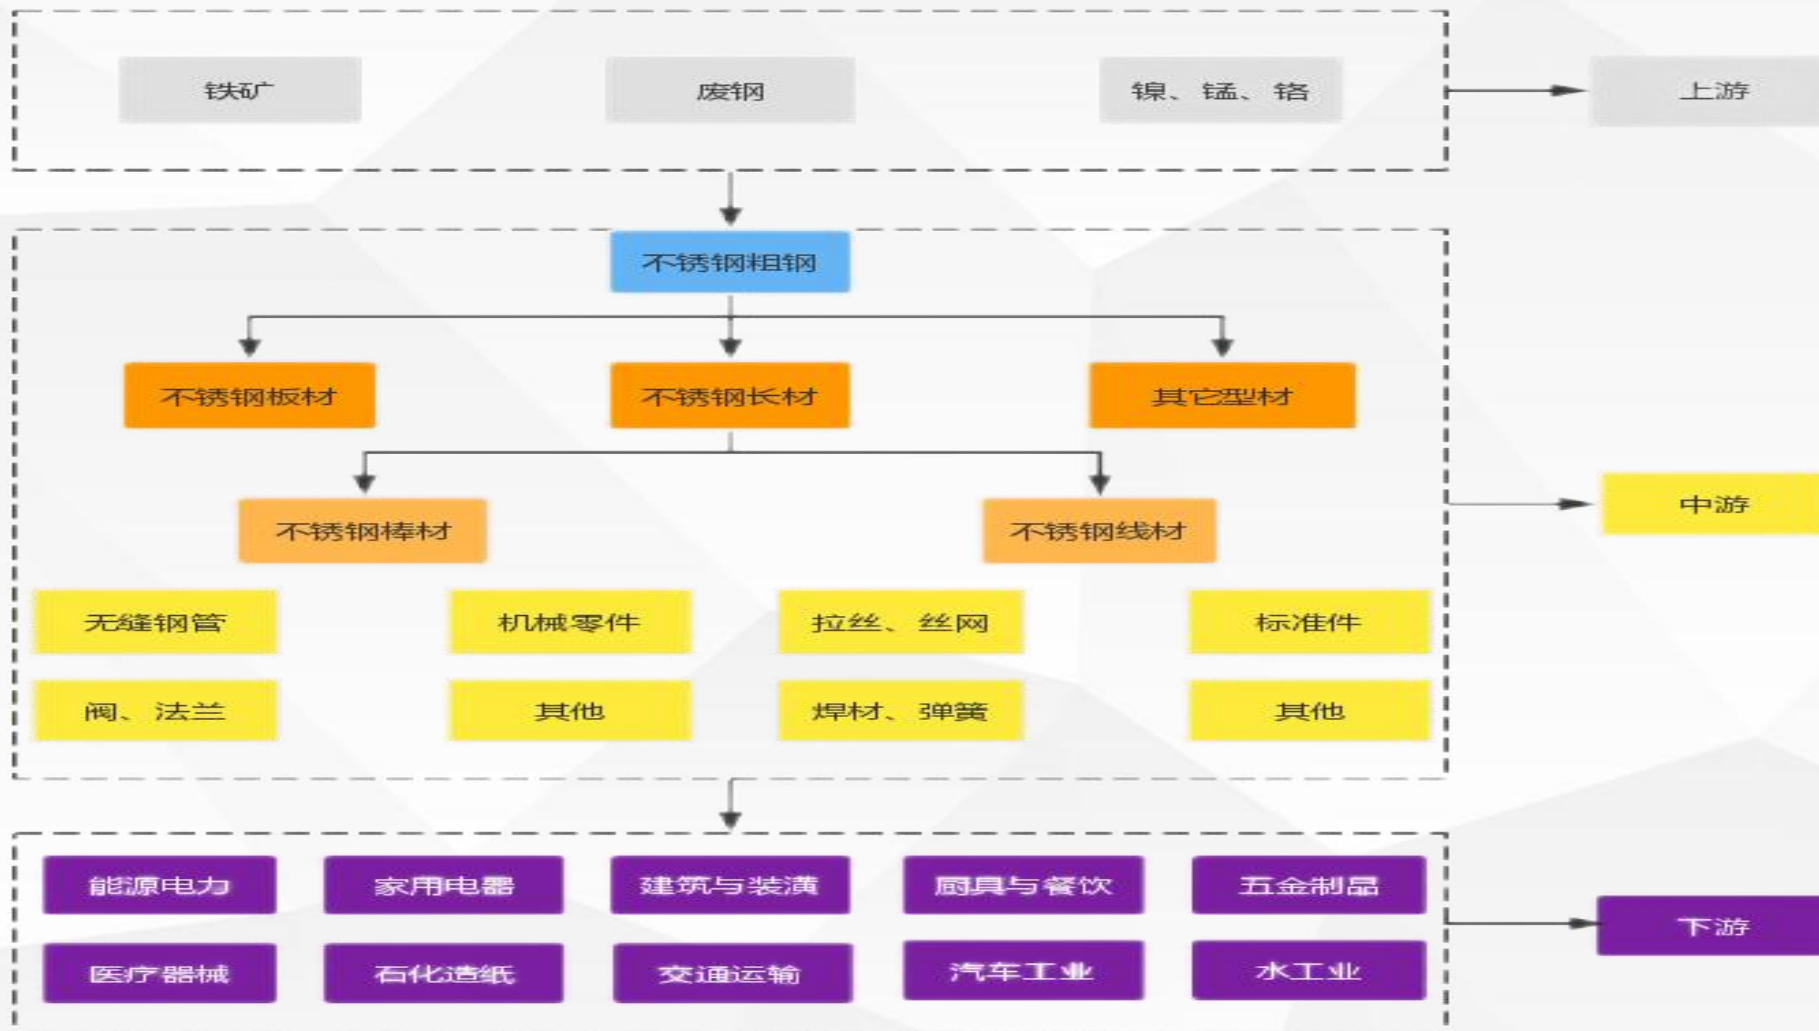 铁矿
废钢
镍、锰、铬
上游
不锈钢粗钢
不锈钢板材
不锈钢长材
其它型材
不锈钢棒材
不锈钢线材
中游
无缝钢管
机械零件
拉丝、丝网
标准件
阀、法兰
其他
焊材、弹簧
其他
能源电力
家用电器
建筑与装潢
厨具与餐饮
五金制品
下游
医疗器械
石化造纸
交通运输
汽车工业
水工业